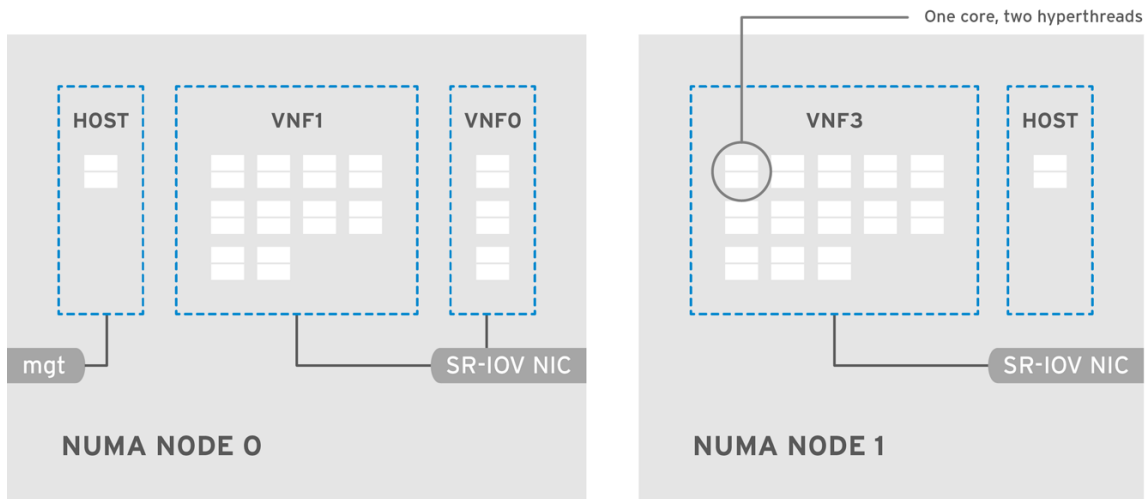 One core, two hyperthreads
HOST
VNF1
VNF0
VNF3
HOST
mgt
SR-IOV NIC
SR-IOV NIC
NUMA NODE 0
NUMA NODE 1